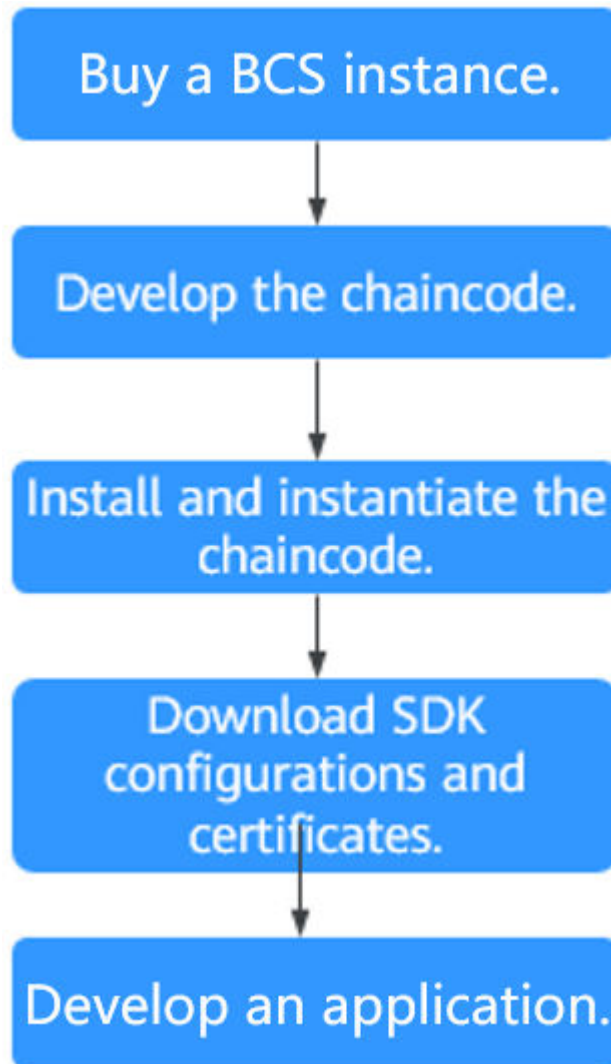 Buy a BCS instance.
Develop the chaincode.
Install and instantiate the
chaincode.
Download SDK
configurations and
certificates.
Develop an application.